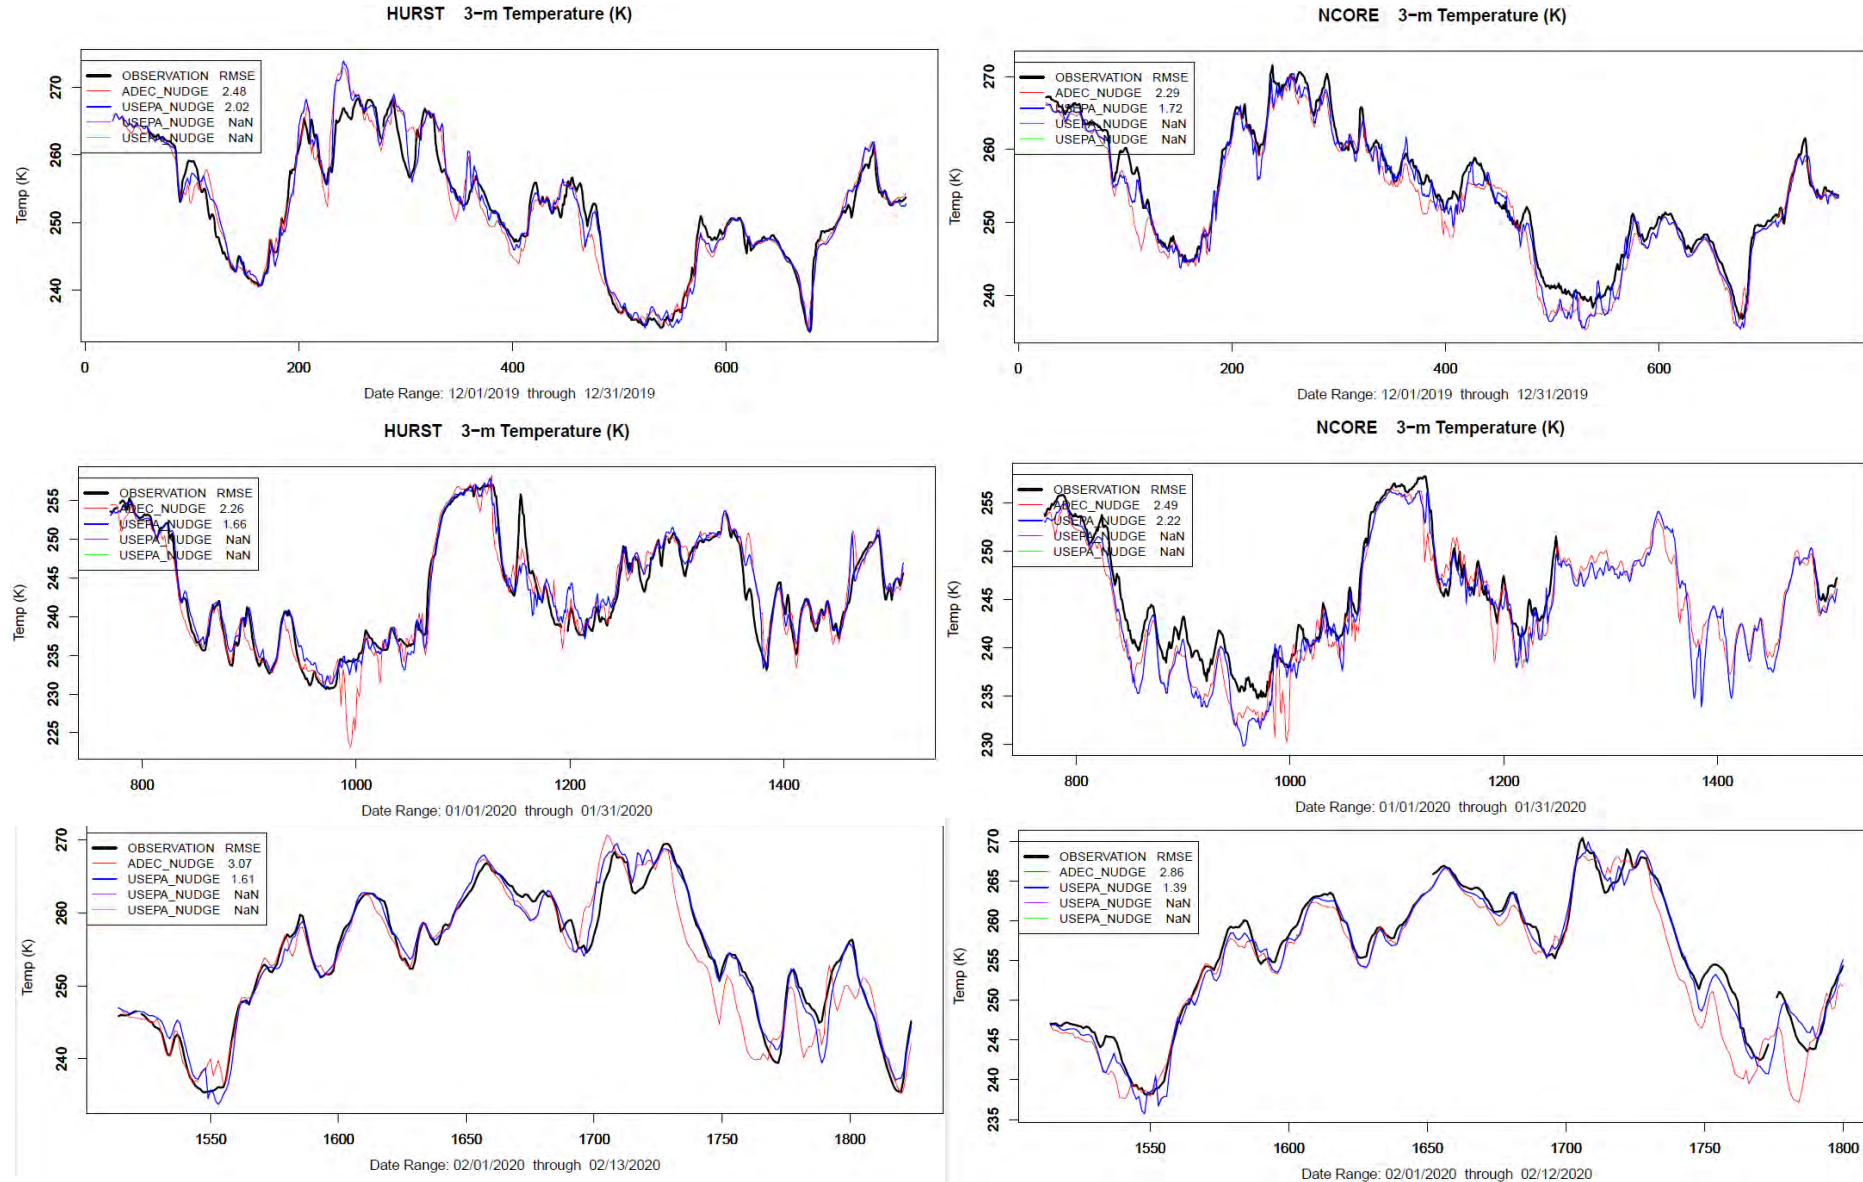 HURST 3-m Temperature (K)
270
260
250
240
Temp (K)
OBSERVATION RMSE
ADEC_NUDGE 2.48
USEPA_NUDGE 2.02
USEPA_NUDGE NaN
USEPA_NUDGE NaN
0 200 400 600
Date Range: 12/01/2019 through 12/31/2019
NCORE 3-m Temperature (K)
270
260
250
240
Temp (K)
OBSERVATION RMSE
ADEC_NUDGE 2.29
USEPA_NUDGE 1.72
USEPA_NUDGE NaN
USEPA_NUDGE NaN
0 200 400 600
Date Range: 12/01/2019 through 12/31/2019
HURST 3-m Temperature (K)
255
250
245
240
235
230
225
Temp (K)
OBSERVATION RMSE
ADEC_NUDGE 2.26
USEPA_NUDGE 1.66
USEPA_NUDGE NaN
USEPA_NUDGE NaN
800 1000 1200 1400
Date Range: 01/01/2020 through 01/31/2020
NCORE 3-m Temperature (K)
255
250
245
240
235
230
Temp (K)
OBSERVATION RMSE
ADEC_NUDGE 2.49
USEPA_NUDGE 2.22
USEPA_NUDGE NaN
USEPA_NUDGE NaN
800 1000 1200 1400
Date Range: 01/01/2020 through 01/31/2020
270
260
250
240
Temp (K)
OBSERVATION RMSE
ADEC_NUDGE 3.07
USEPA_NUDGE 1.61
USEPA_NUDGE NaN
USEPA_NUDGE NaN
1550 1600 1650 1700 1750 1800
Date Range: 02/01/2020 through 02/13/2020
270
265
260
255
250
245
240
235
Temp (K)
OBSERVATION RMSE
ADEC_NUDGE 2.86
USEPA_NUDGE 1.39
USEPA_NUDGE NaN
USEPA_NUDGE NaN
1550 1600 1650 1700 1750 1800
Date Range: 02/01/2020 through 02/12/2020